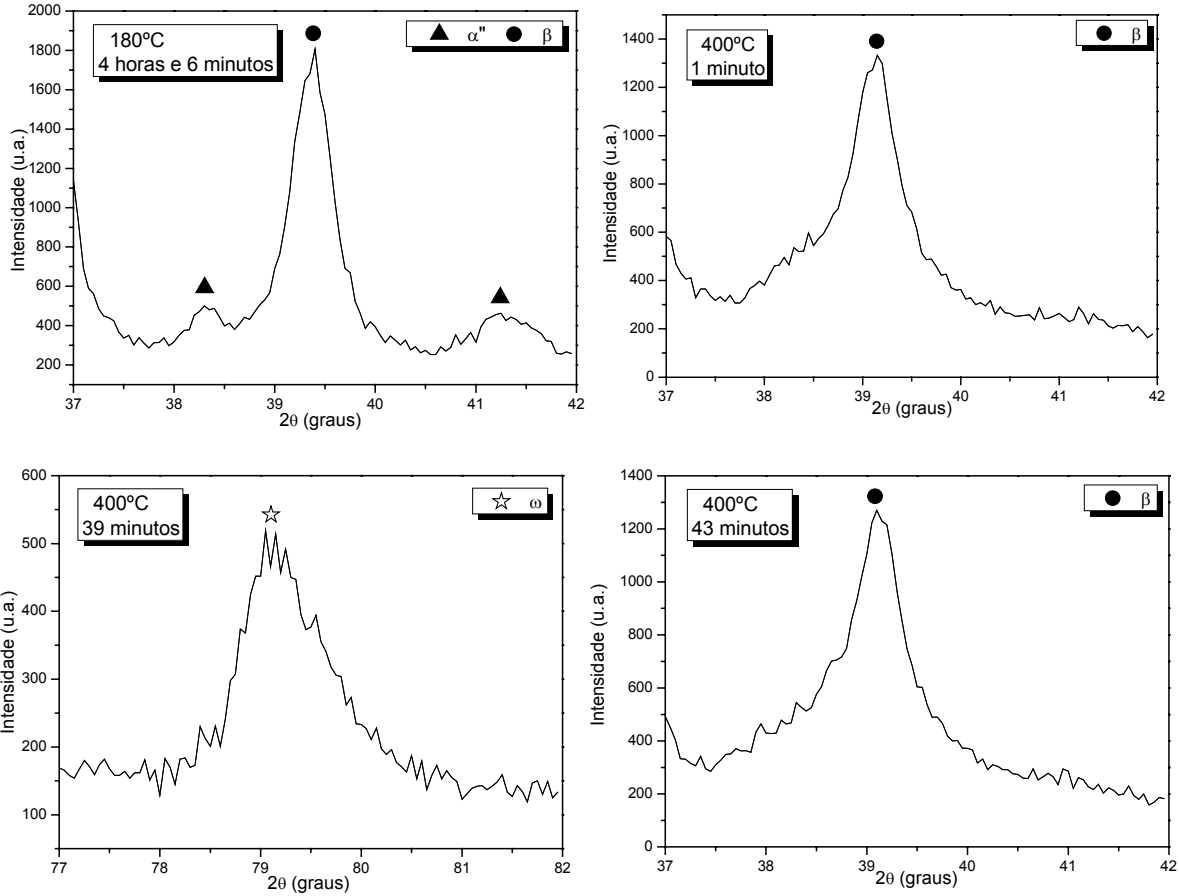 180ºC
4 horas e 6 minutos
▲ α" ● β
Intensidade (u.a.)
2000
1800
1600
1400
1200
1000
800
600
400
200
37 38 39 40 41 42
2θ (graus)
400ºC
1 minuto
● β
Intensidade (u.a.)
1400
1200
1000
800
600
400
200
0
37 38 39 40 41 42
2θ (graus)
400ºC
39 minutos
☆ ω
Intensidade (u.a.)
600
500
400
300
200
100
77 78 79 80 81 82
2θ (graus)
400ºC
43 minutos
● β
Intensidade (u.a.)
1400
1200
1000
800
600
400
200
0
37 38 39 40 41 42
2θ (graus)